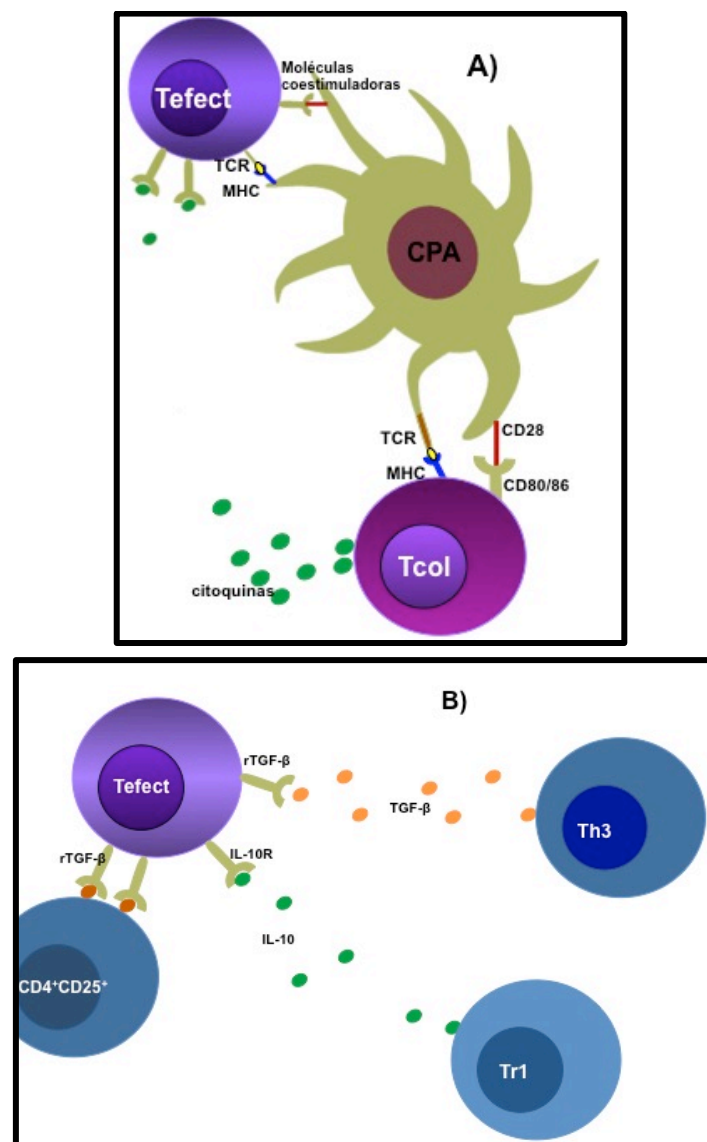 A)
Moléculas
coestimuladoras
Tefect
TCR
MHC
CPA
CD28
TCR
MHC
CD80/86
Tcol
citoquinas
B)
rTGF-β
Tefect
TGF-β
Th3
rTGF-β
IL-10R
IL-10
CD4⁺CD25⁺
Tr1